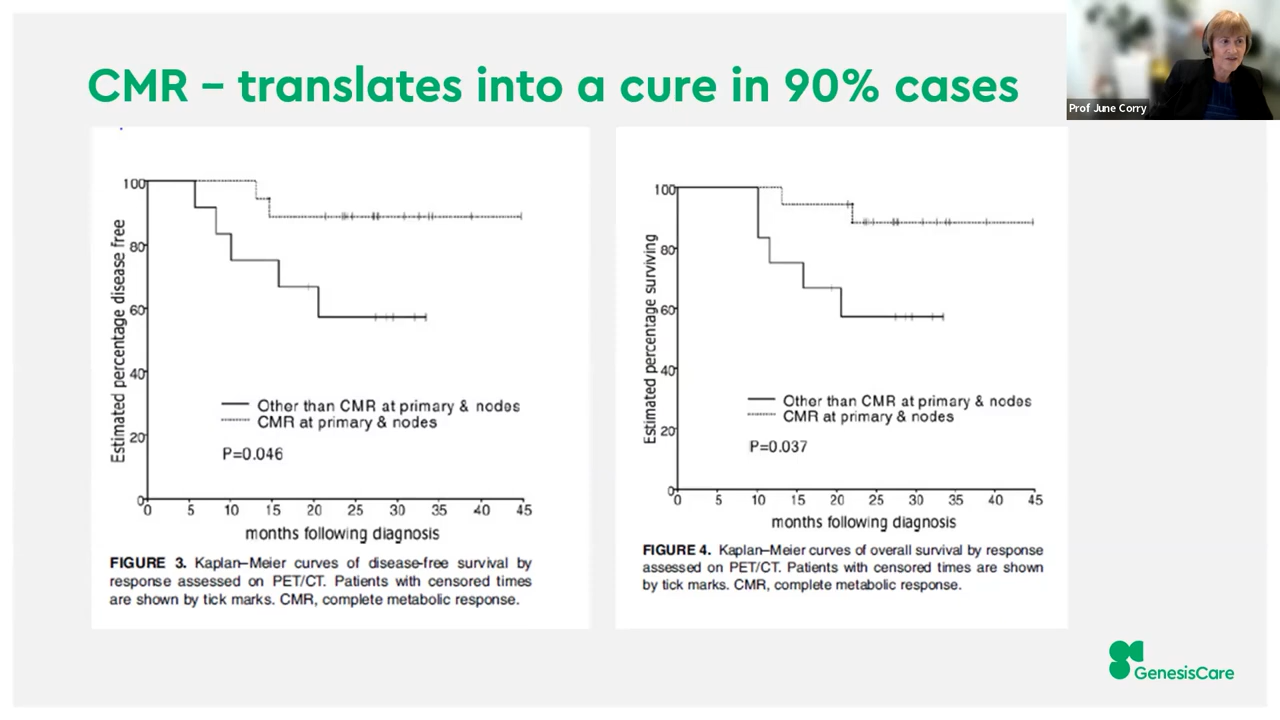 CMR – translates into a cure in 90% cases
Prof June Corry
Estimated percentage disease free
100
80
60
40
20
0
0 5 10 15 20 25 30 35 40 45
months following diagnosis
Other than CMR at primary & nodes
CMR at primary & nodes
P=0.046
FIGURE 3. Kaplan–Meier curves of disease-free survival by
response assessed on PET/CT. Patients with censored times
are shown by tick marks. CMR, complete metabolic response.
Estimated percentage surviving
100
80
60
40
20
0
0 5 10 15 20 25 30 35 40 45
months following diagnosis
Other than CMR at primary & nodes
CMR at primary & nodes
P=0.037
FIGURE 4. Kaplan–Meier curves of overall survival by response
assessed on PET/CT. Patients with censored times are shown
by tick marks. CMR, complete metabolic response.
GenesisCare